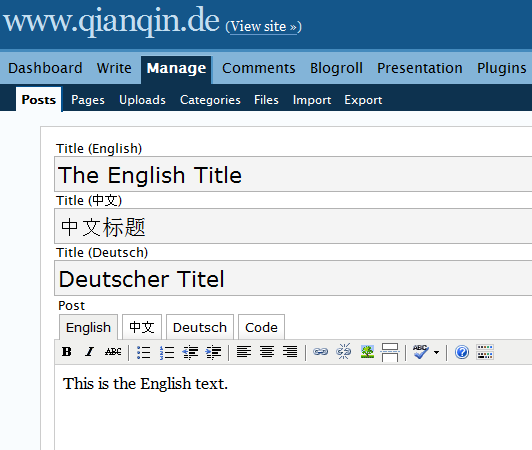 www.qianqin.de (View site »)
Dashboard Write Manage Comments Blogroll Presentation Plugins
Posts Pages Uploads Categories Files Import Export
Title (English)
The English Title
Title (中文)
中文标题
Title (Deutsch)
Deutscher Titel
Post
English 中文 Deutsch Code
B I ABC ABC
This is the English text.